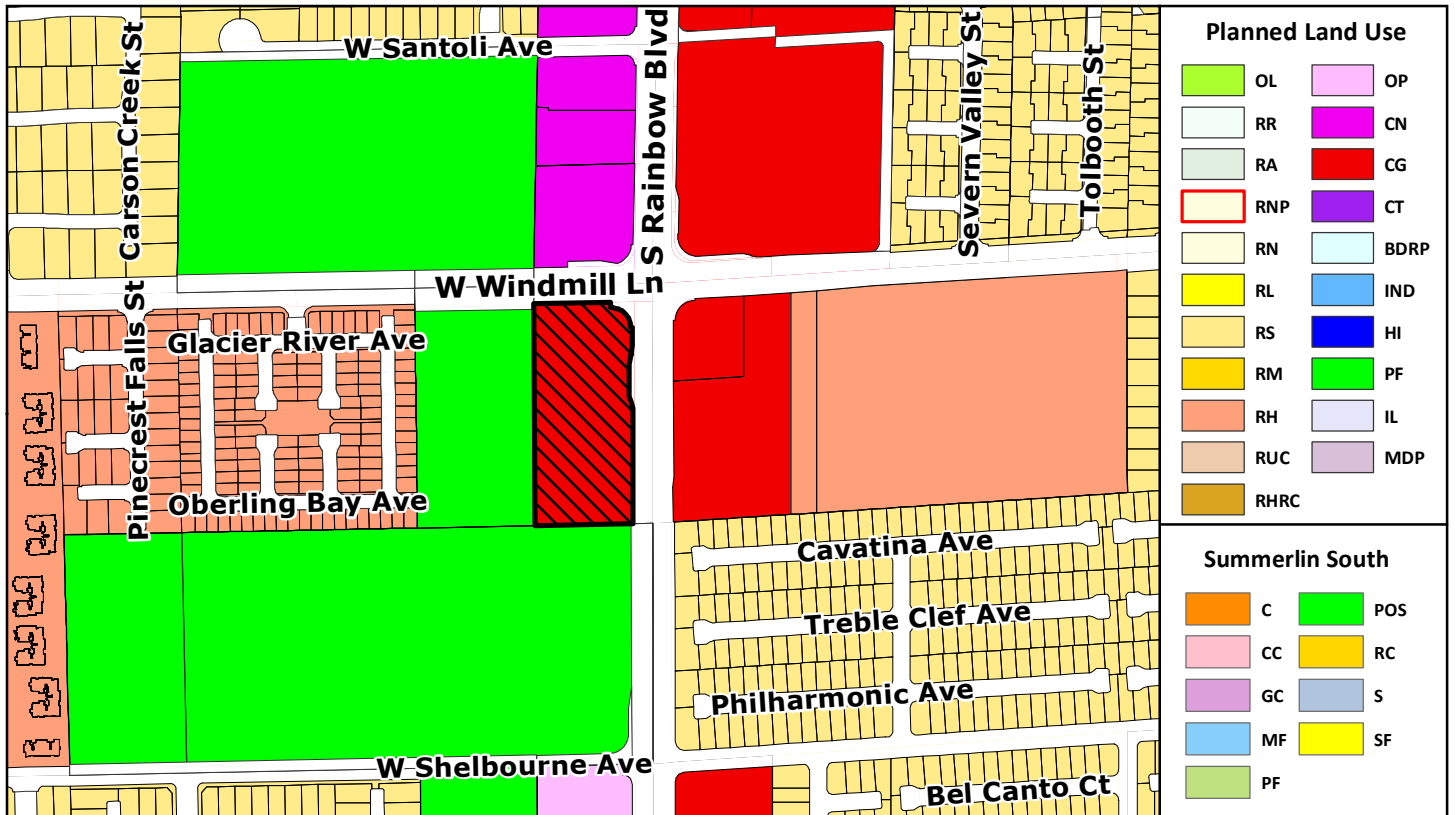 W Santoli Ave
Carson Creek St
S Rainbow Blvd
Severn Valley St
Tolbooth St
W Windmill Ln
Pinecrest Falls St
Glacier River Ave
Oberling Bay Ave
Cavatina Ave
Treble Clef Ave
Philharmonic Ave
W Shelbourne Ave
Bel Canto Ct
Planned Land Use
OL
OP
RR
CN
RA
CG
RNP
CT
RN
BDRP
RL
IND
RS
HI
RM
PF
RH
IL
RUC
MDP
RHRC
Summerlin South
C
POS
CC
RC
GC
S
MF
SF
PF